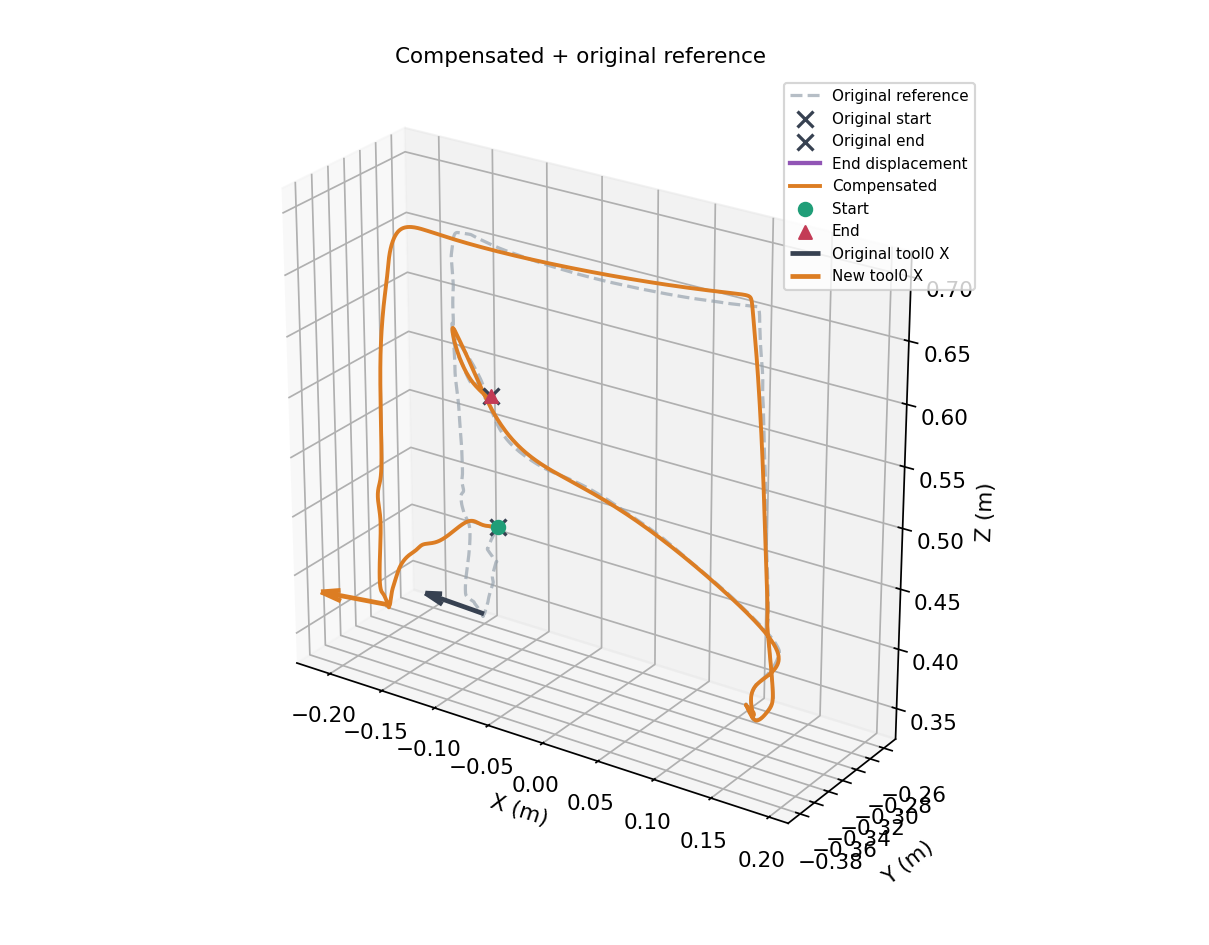 Compensated + original reference
Original reference
Original start
Original end
End displacement
Compensated
Start
End
Original tool0 X
New tool0 X
0.70
0.65
0.60
0.55
0.50
0.45
0.40
0.35
Z (m)
−0.20
−0.15
−0.10
−0.05
0.00
0.05
0.10
0.15
0.20
X (m)
−0.26
−0.28
−0.30
−0.32
−0.34
−0.36
−0.38
Y (m)